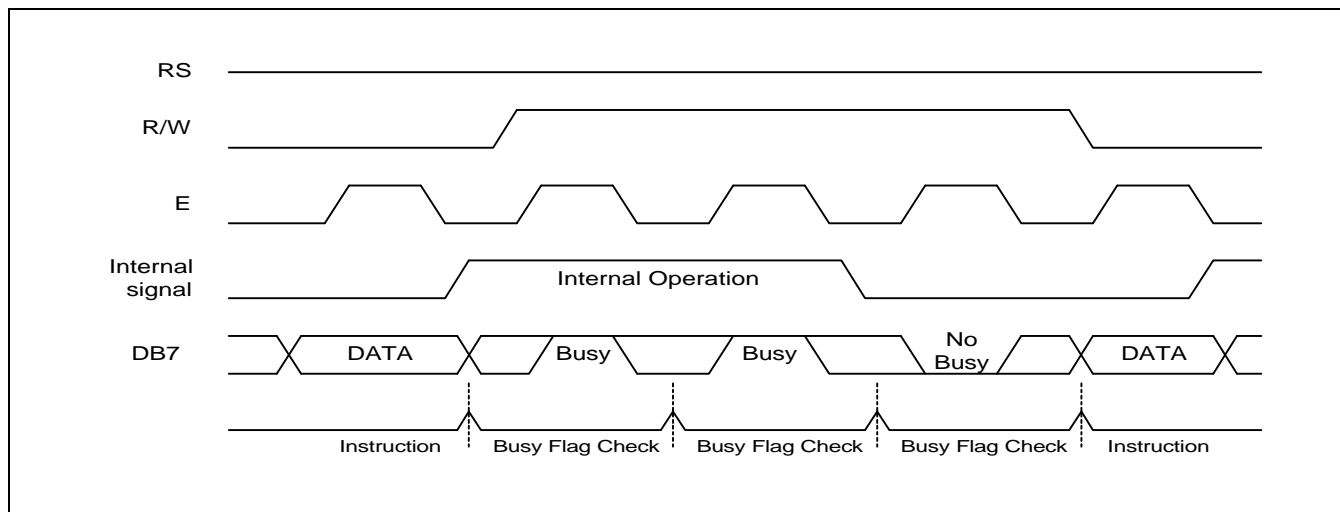 RS
R/W
E
Internal
signal
Internal Operation
DB7
DATA
Busy
Busy
No
Busy
DATA
Instruction
Busy Flag Check
Busy Flag Check
Busy Flag Check
Instruction